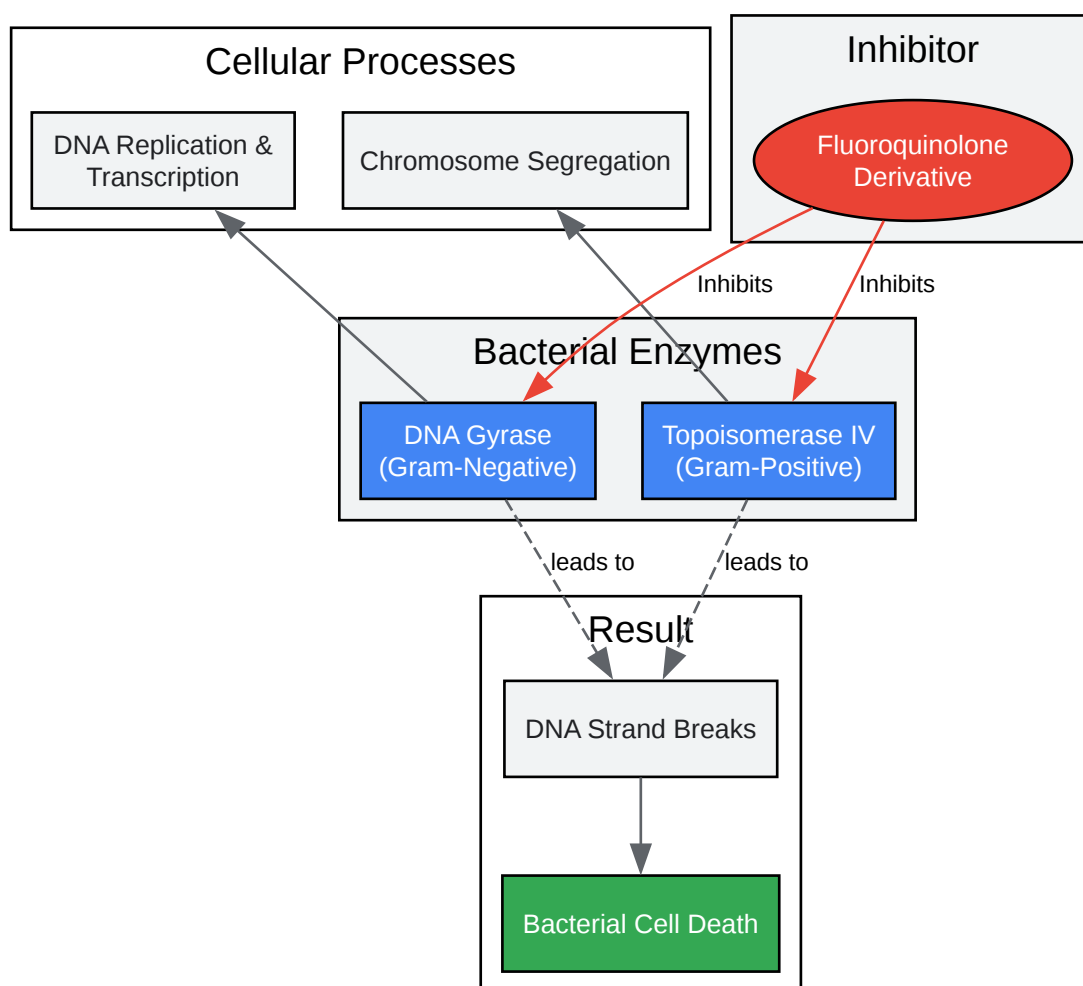 Cellular Processes
DNA Replication &
Transcription
Chromosome Segregation
Inhibitor
Fluoroquinolone
Derivative
Inhibits
Inhibits
Bacterial Enzymes
DNA Gyrase
(Gram-Negative)
Topoisomerase IV
(Gram-Positive)
leads to
leads to
Result
DNA Strand Breaks
Bacterial Cell Death